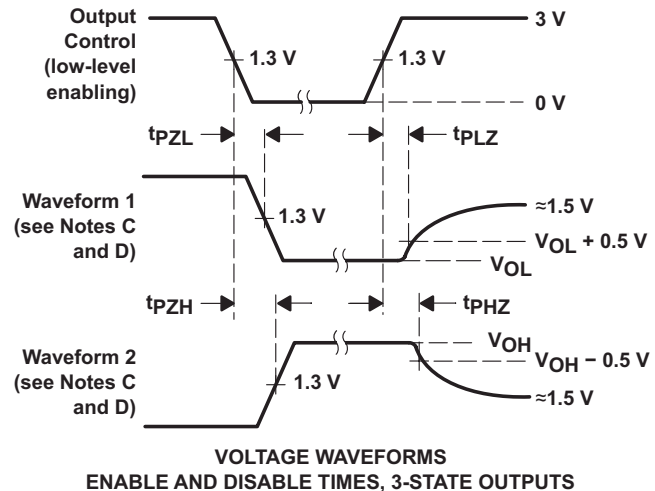 Output
Control
(low-level
enabling)
3 V
1.3 V
1.3 V
0 V
tPZL
tPLZ
Waveform 1
(see Notes C
and D)
1.3 V
≈1.5 V
VOL + 0.5 V
VOL
tPZH
tPHZ
Waveform 2
(see Notes C
and D)
1.3 V
VOH
VOH − 0.5 V
≈1.5 V
VOLTAGE WAVEFORMS
ENABLE AND DISABLE TIMES, 3-STATE OUTPUTS